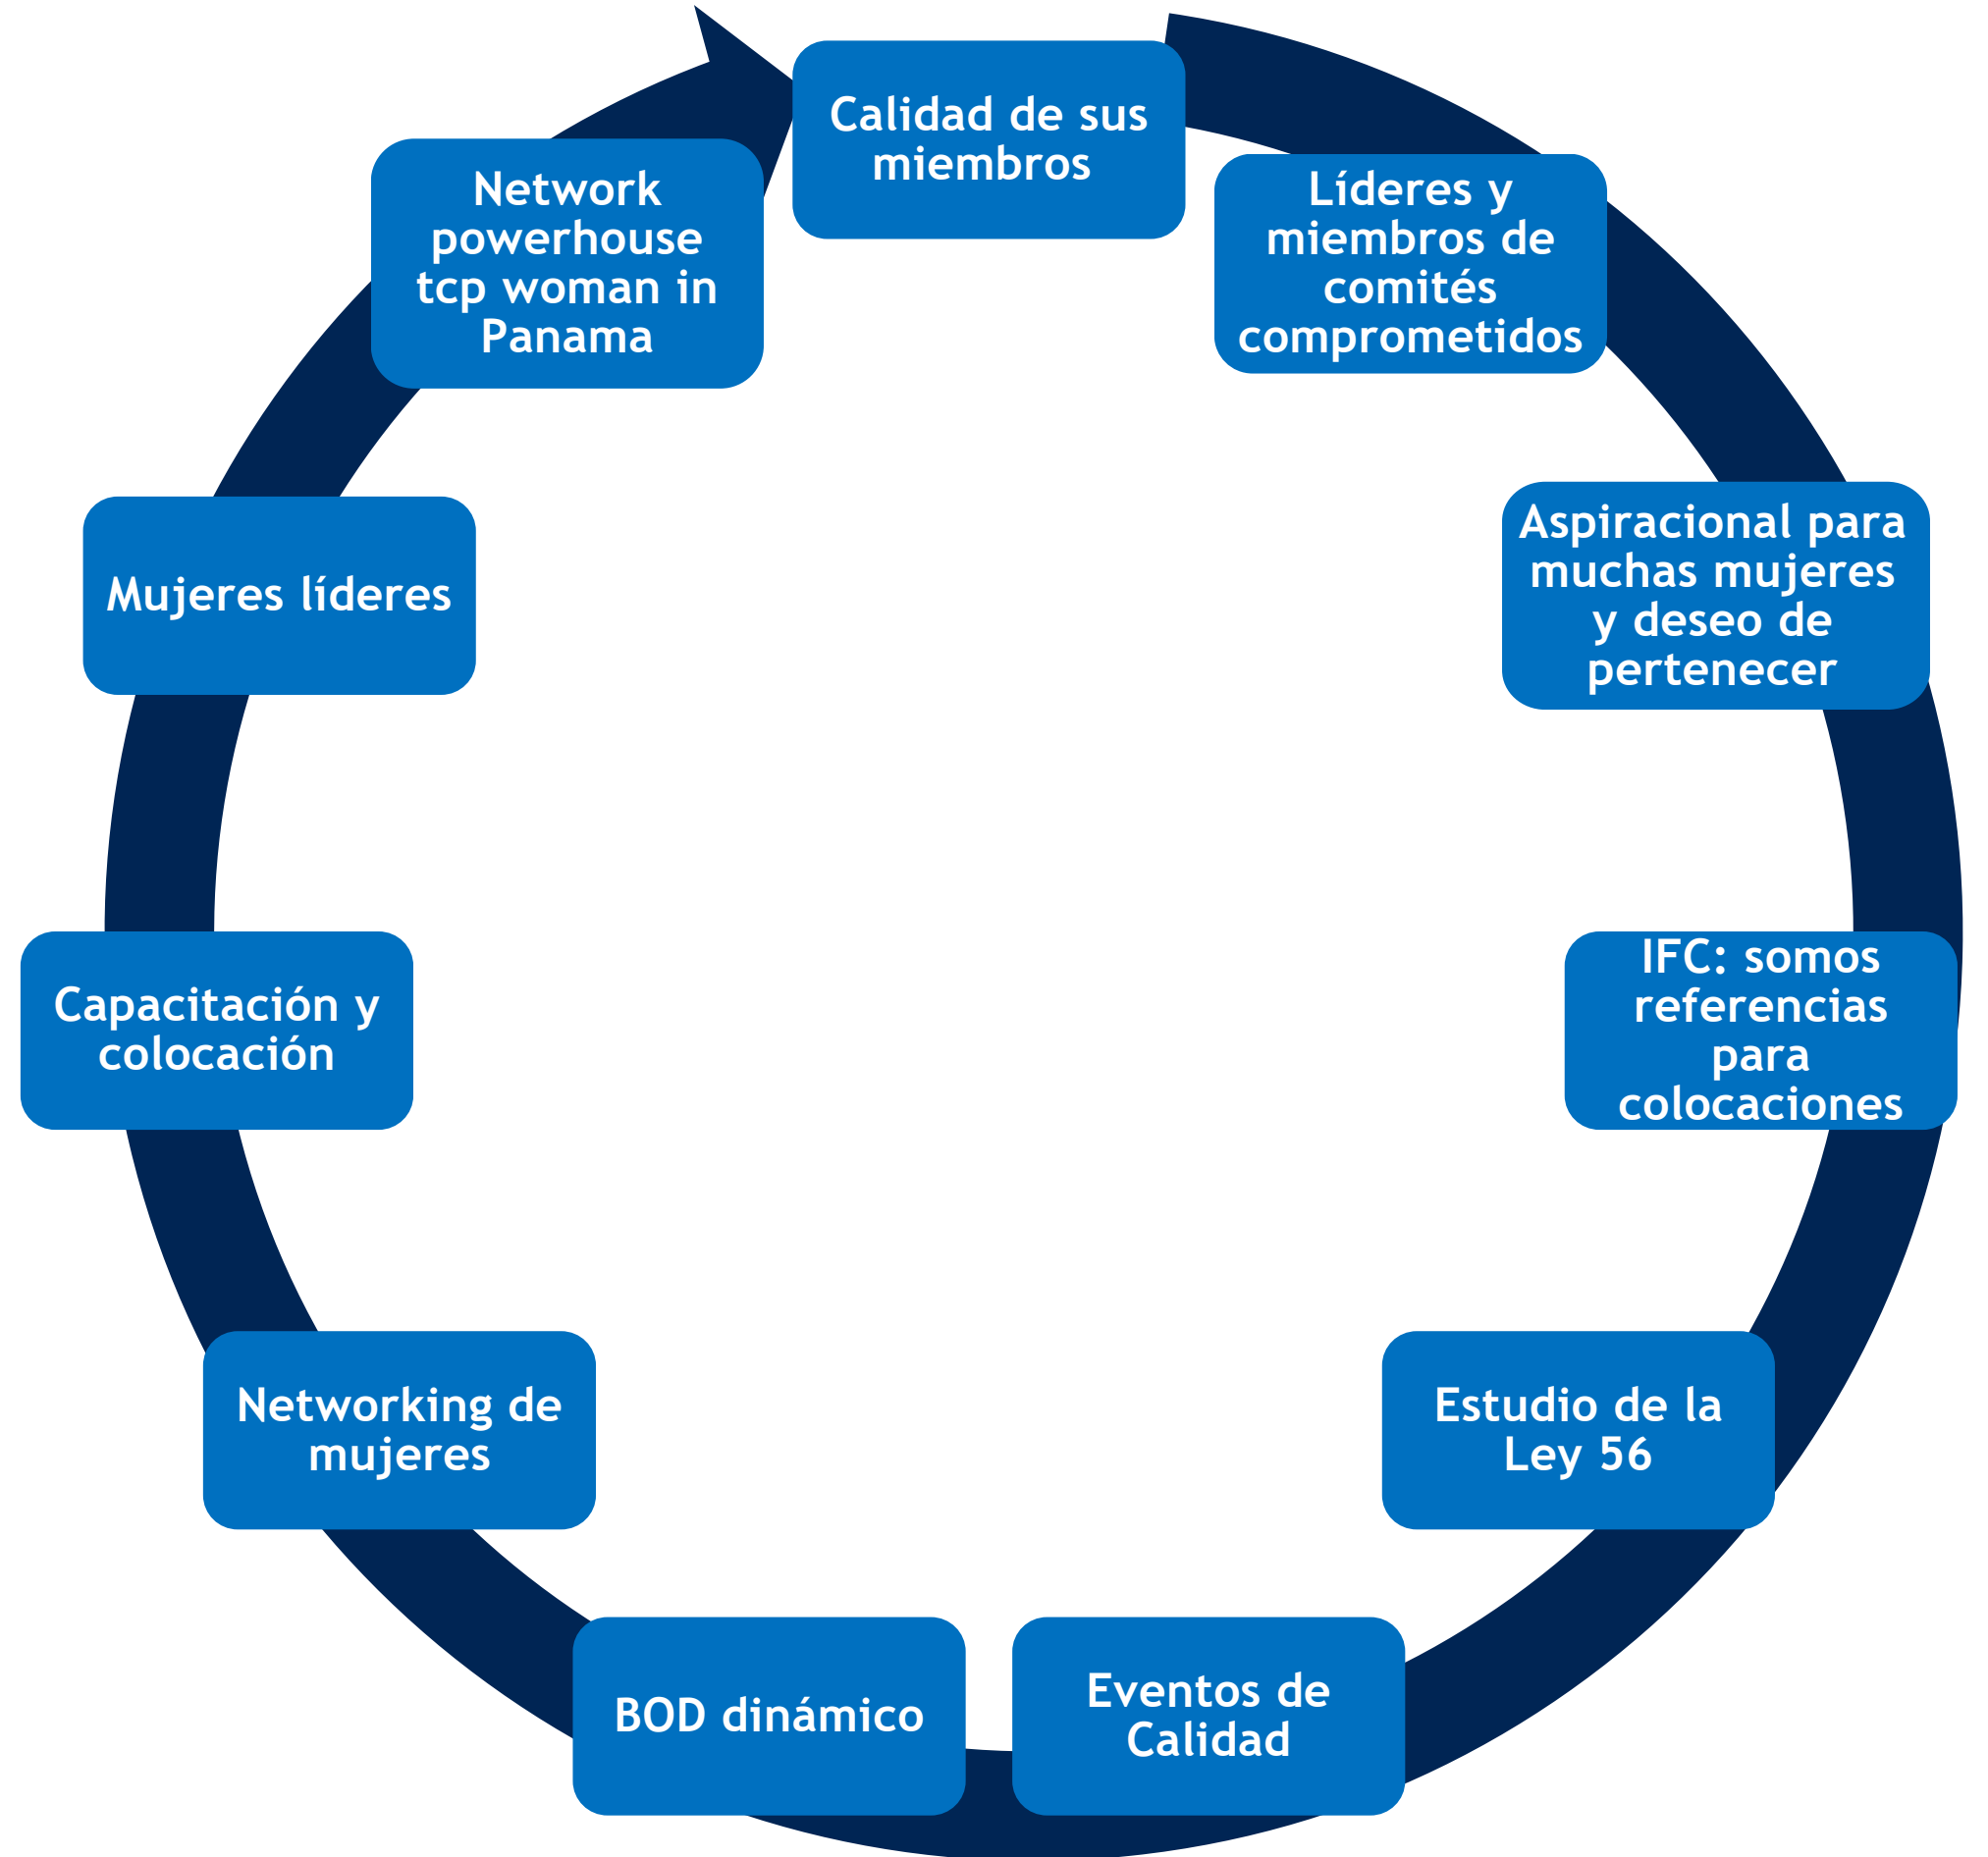 Calidad de sus
miembros
Líderes y
miembros de
comités
comprometidos
Aspiracional para
muchas mujeres
y deseo de
pertenecer
IFC: somos
referencias
para
colocaciones
Estudio de la
Ley 56
Eventos de
Calidad
BOD dinámico
Networking de
mujeres
Capacitación y
colocación
Mujeres líderes
Network
powerhouse
tcp woman in
Panama